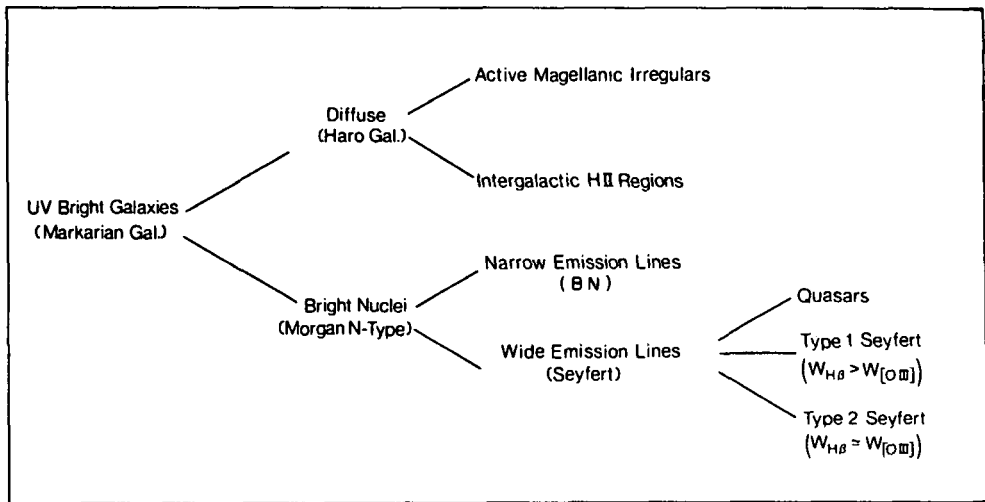 Active Magellanic Irregulars
Diffuse
(Haro Gal.)
Intergalactic HII Regions
UV Bright Galaxies
(Markarian Gal.)
Narrow Emission Lines
(BN)
Bright Nuclei
(Morgan N-Type)
Wide Emission Lines
(Seyfert)
Quasars
Type 1 Seyfert
(W_Hβ > W_[OIII])
Type 2 Seyfert
(W_Hβ ≃ W_[OIII])